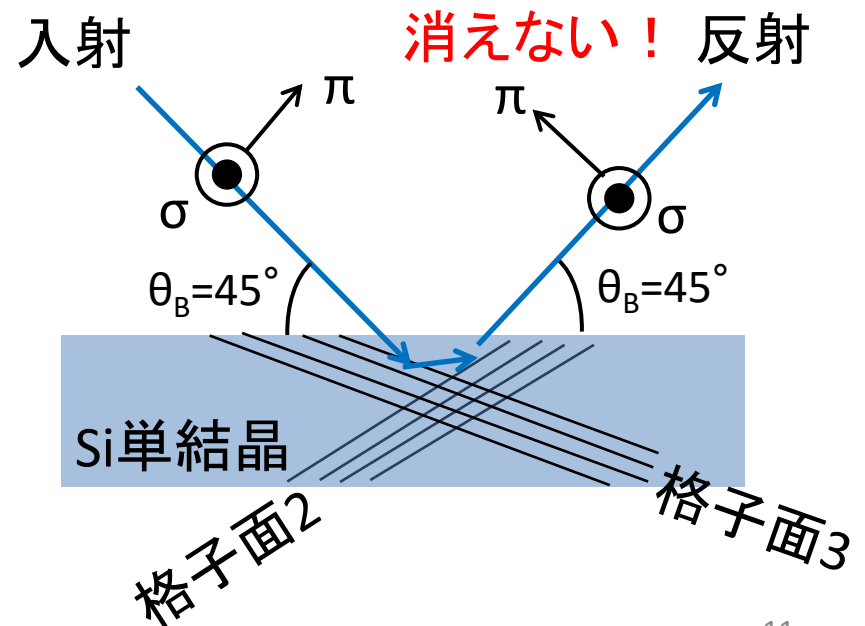 入射
消えない！
反射
π
π
σ
σ
θB=45°
θB=45°
Si単結晶
格子面2
格子面3